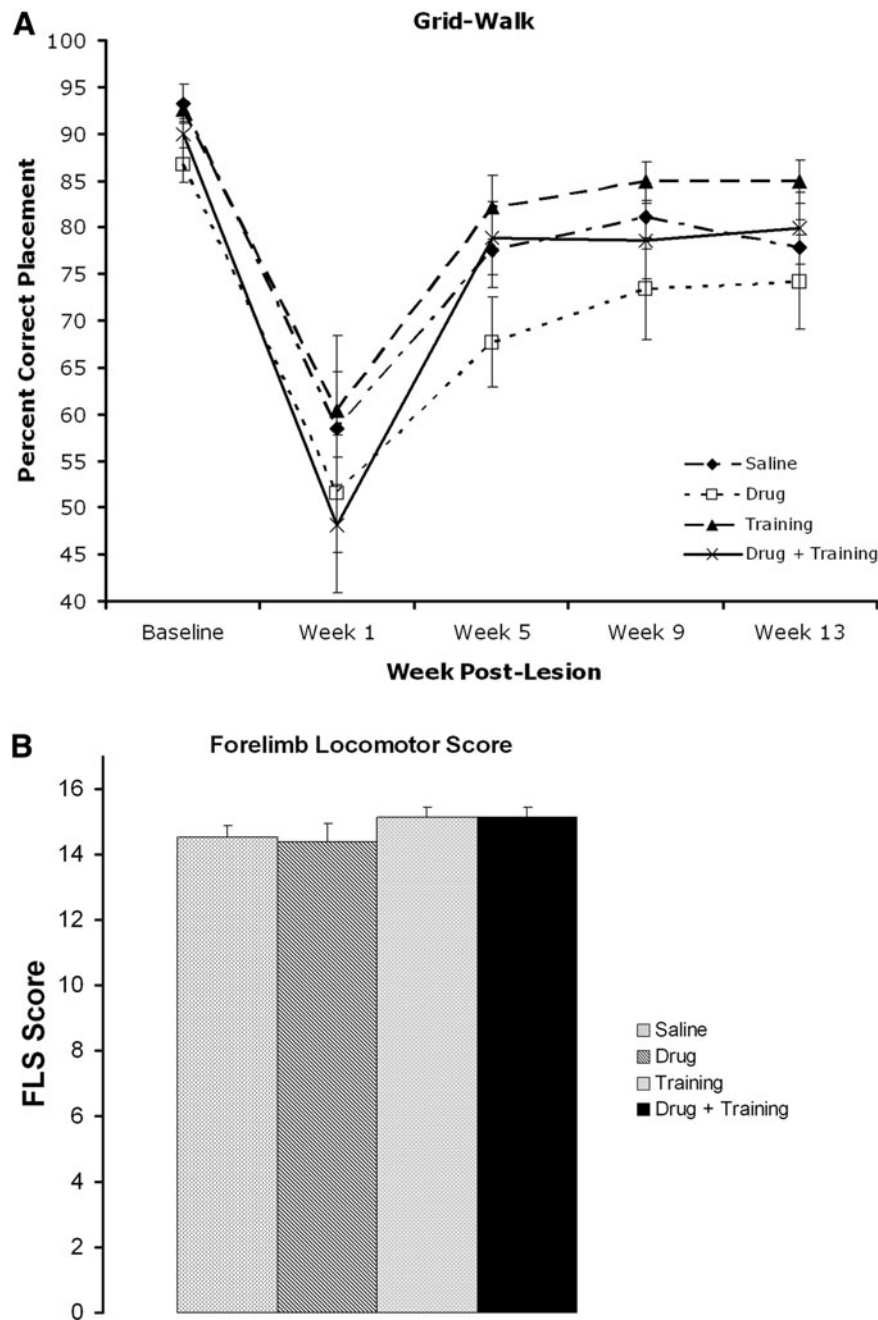 A
Grid-Walk
Percent Correct Placement
100
95
90
85
80
75
70
65
60
55
50
45
40
Saline
Drug
Training
Drug + Training
Baseline Week 1 Week 5 Week 9 Week 13
Week Post-Lesion
B
Forelimb Locomotor Score
FLS Score
16
14
12
10
8
6
4
2
0
Saline
Drug
Training
Drug + Training